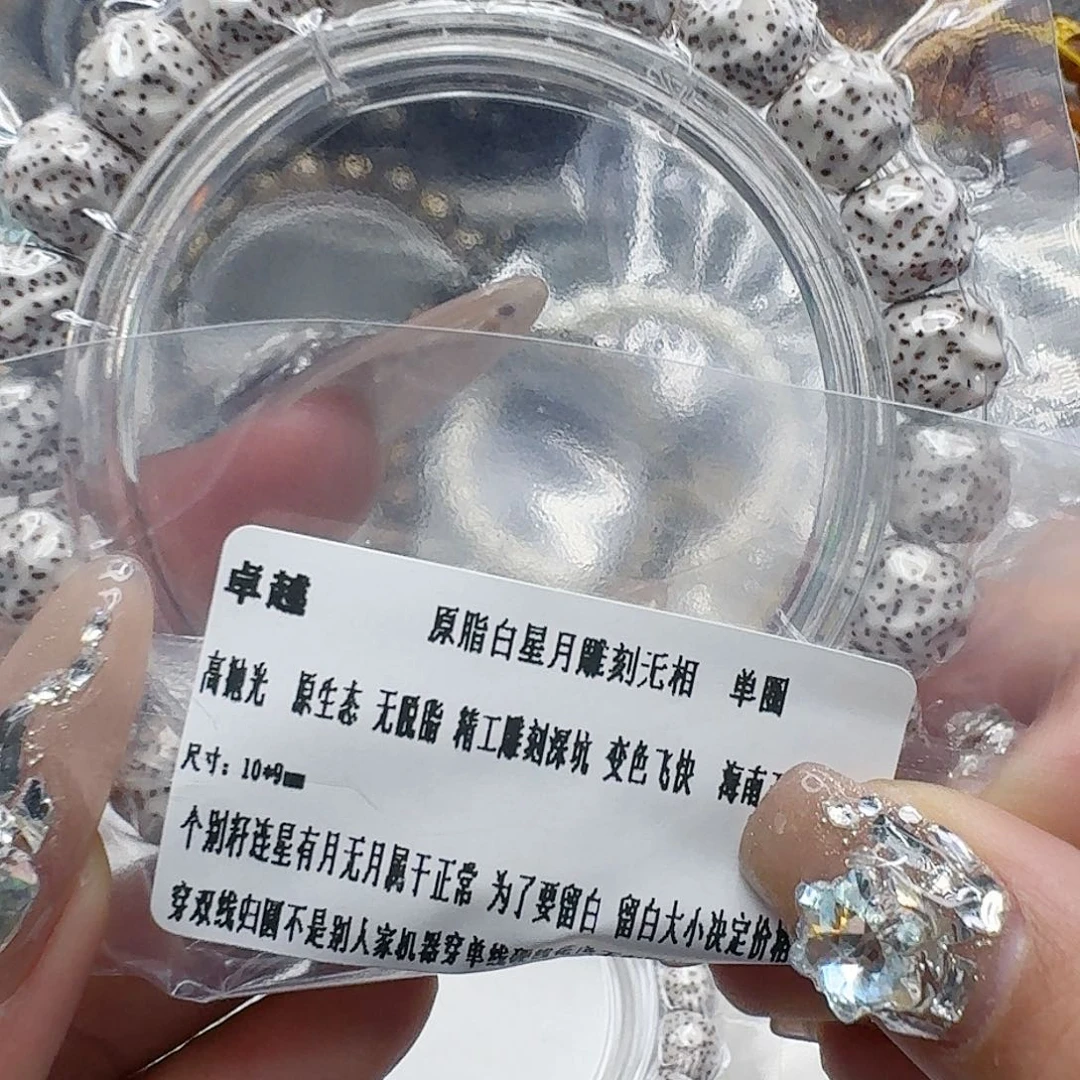 卓越
原脂白星月雕刻无相 单圈
高抛光 原生态 无脱脂 精工雕刻深坑 变色飞快 海南
尺寸：10*9mm
个别籽连星有月无月属于正常 为了要留白 留白大小决定价格
穿双线归圆不是别人家机器穿单线